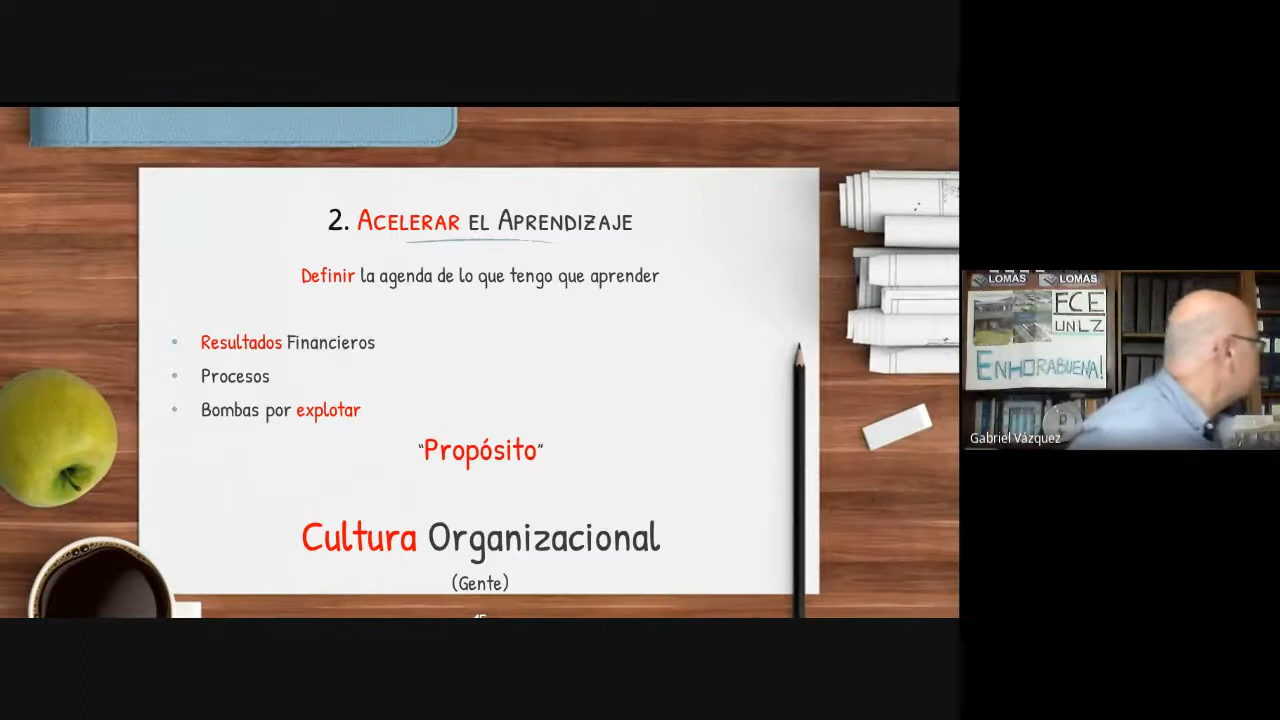 2. Acelerar el Aprendizaje
Definir la agenda de lo que tengo que aprender
Resultados Financieros
Procesos
Bombas por explotar
“Propósito”
Cultura Organizacional
(Gente)
LOMAS LOMAS
FCE
UNLZ
ENHORABUENA!
Gabriel Vázquez